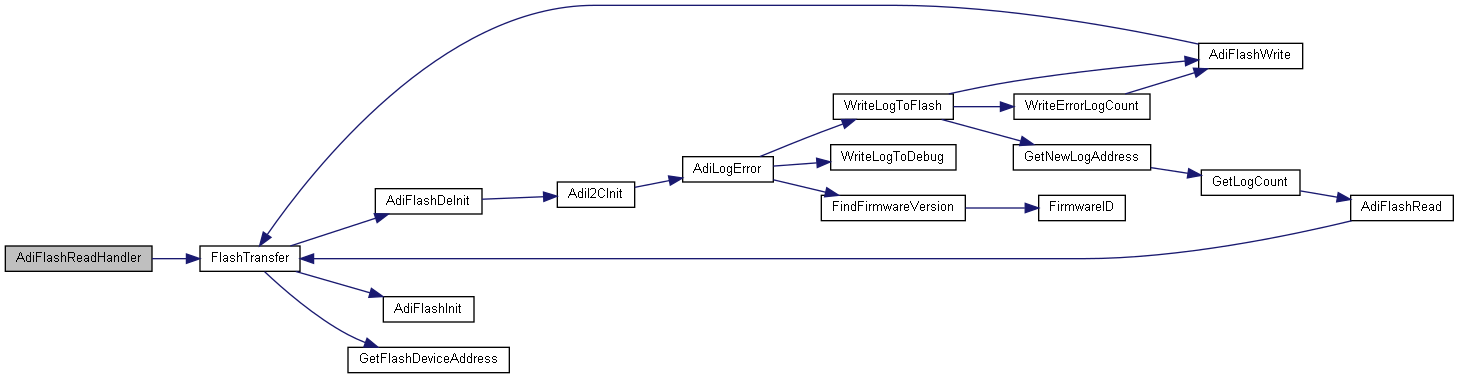 AdiFlashWrite
WriteLogToFlash
WriteErrorLogCount
WriteLogToDebug
GetNewLogAddress
AdiLogError
GetLogCount
AdiFlashDeInit
AdiI2CInit
FindFirmwareVersion
FirmwareID
AdiFlashRead
AdiFlashReadHandler
FlashTransfer
AdiFlashInit
GetFlashDeviceAddress